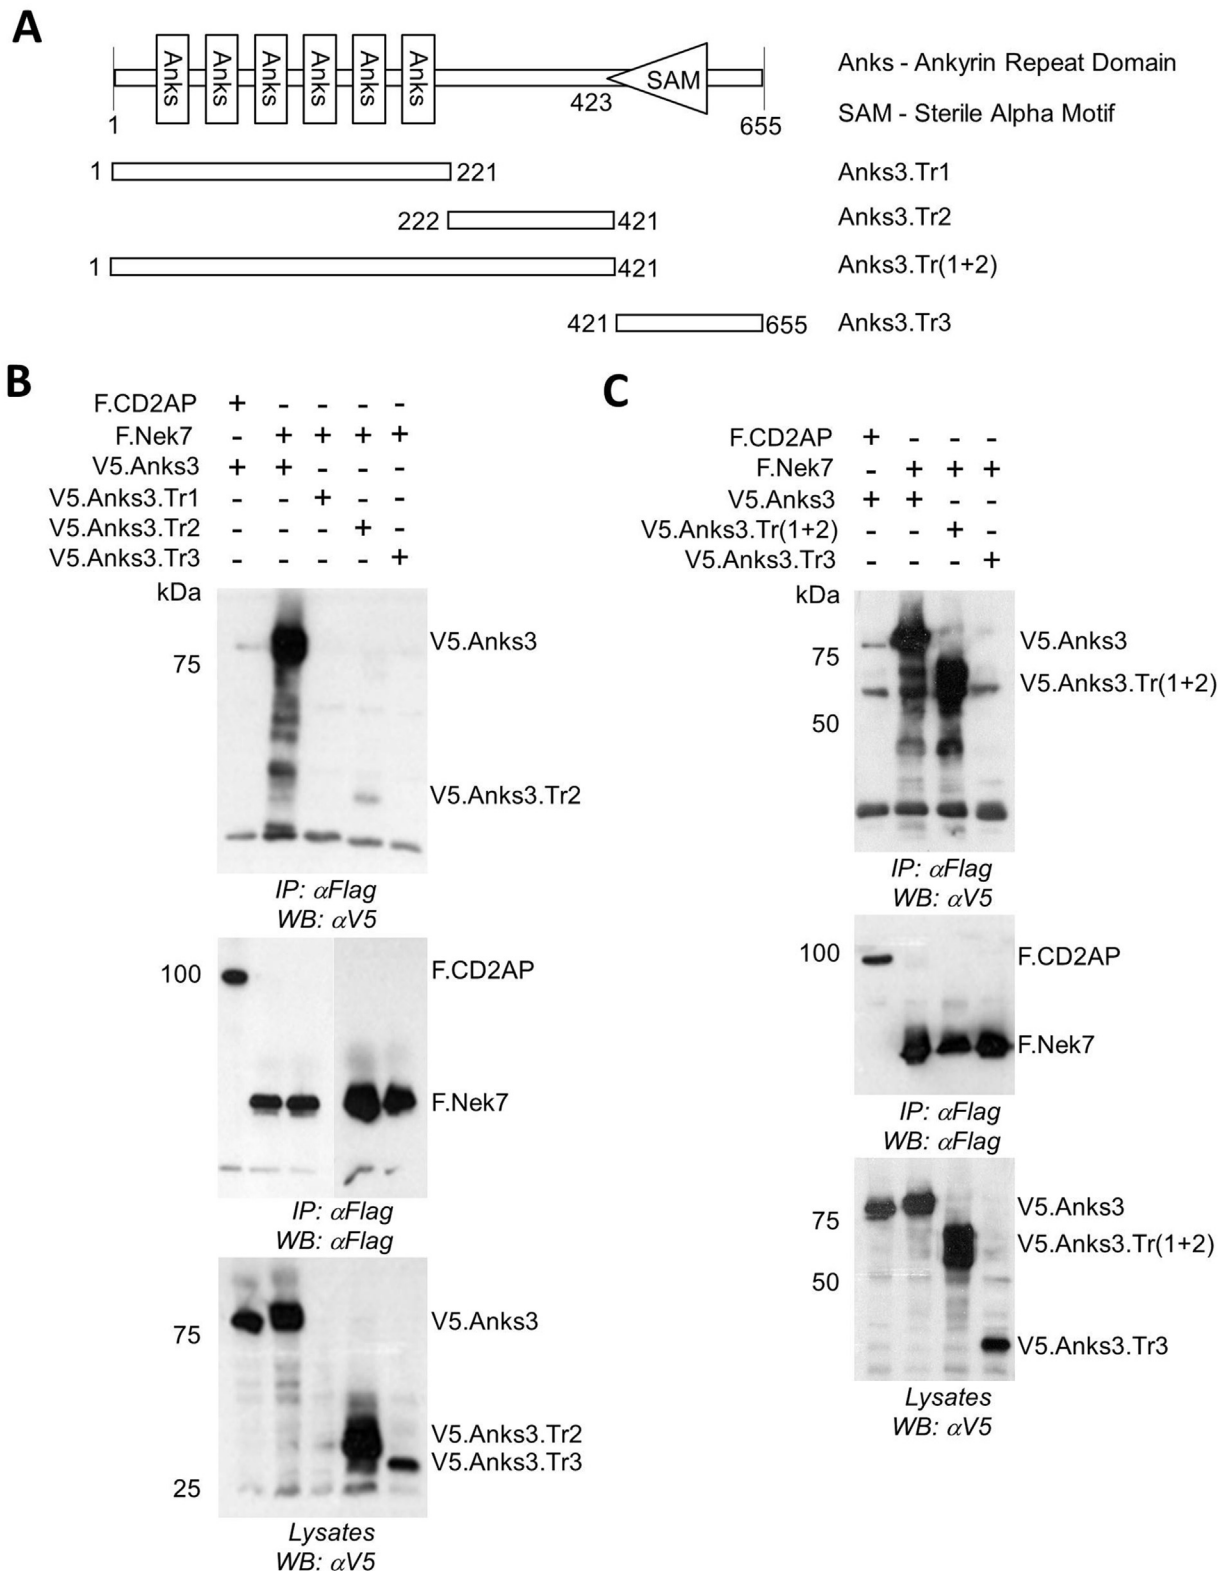 A
Anks Anks Anks Anks Anks Anks SAM
Anks - Ankyrin Repeat Domain
423
SAM - Sterile Alpha Motif
1 655
1 221 Anks3.Tr1
222 421 Anks3.Tr2
1 421 Anks3.Tr(1+2)
421 655 Anks3.Tr3
B
F.CD2AP + - - - -
F.Nek7 - + + + +
V5.Anks3 + + - - -
V5.Anks3.Tr1 - - + - -
V5.Anks3.Tr2 - - - + -
V5.Anks3.Tr3 - - - - +
kDa
V5.Anks3
75
V5.Anks3.Tr2
IP: αFlag
WB: αV5
100 F.CD2AP
F.Nek7
IP: αFlag
WB: αFlag
V5.Anks3
75
V5.Anks3.Tr2
V5.Anks3.Tr3
25
Lysates
WB: αV5
C
F.CD2AP + - - -
F.Nek7 - + + +
V5.Anks3 + + - -
V5.Anks3.Tr(1+2) - - + -
V5.Anks3.Tr3 - - - +
kDa
V5.Anks3
75
V5.Anks3.Tr(1+2)
50
IP: αFlag
WB: αV5
100 F.CD2AP
F.Nek7
IP: αFlag
WB: αFlag
V5.Anks3
75
V5.Anks3.Tr(1+2)
50
V5.Anks3.Tr3
Lysates
WB: αV5